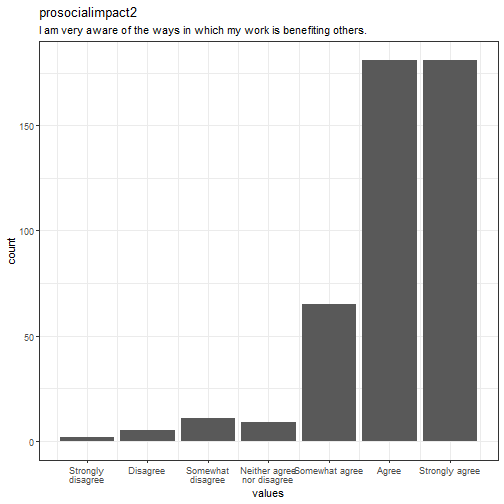 prosocialimpact2
I am very aware of the ways in which my work is benefiting others.
150
100
50
0
count
Strongly disagree
Disagree
Somewhat disagree
Neither agree nor disagree
Somewhat agree
Agree
Strongly agree
values